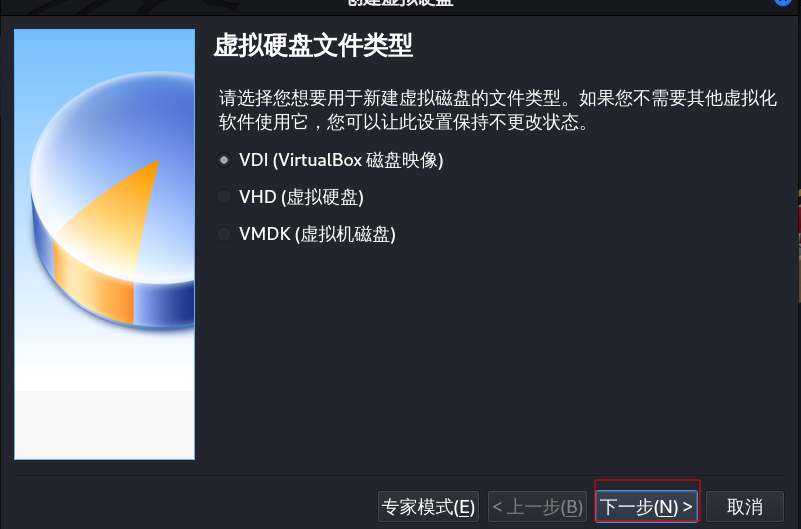 创建虚拟硬盘
虚拟硬盘文件类型
请选择您想要用于新建虚拟磁盘的文件类型。如果您不需要其他虚拟化
软件使用它，您可以让此设置保持不更改状态。
VDI (VirtualBox 磁盘映像)
VHD (虚拟硬盘)
VMDK (虚拟机磁盘)
专家模式(E) < 上一步(B) 下一步(N) > 取消